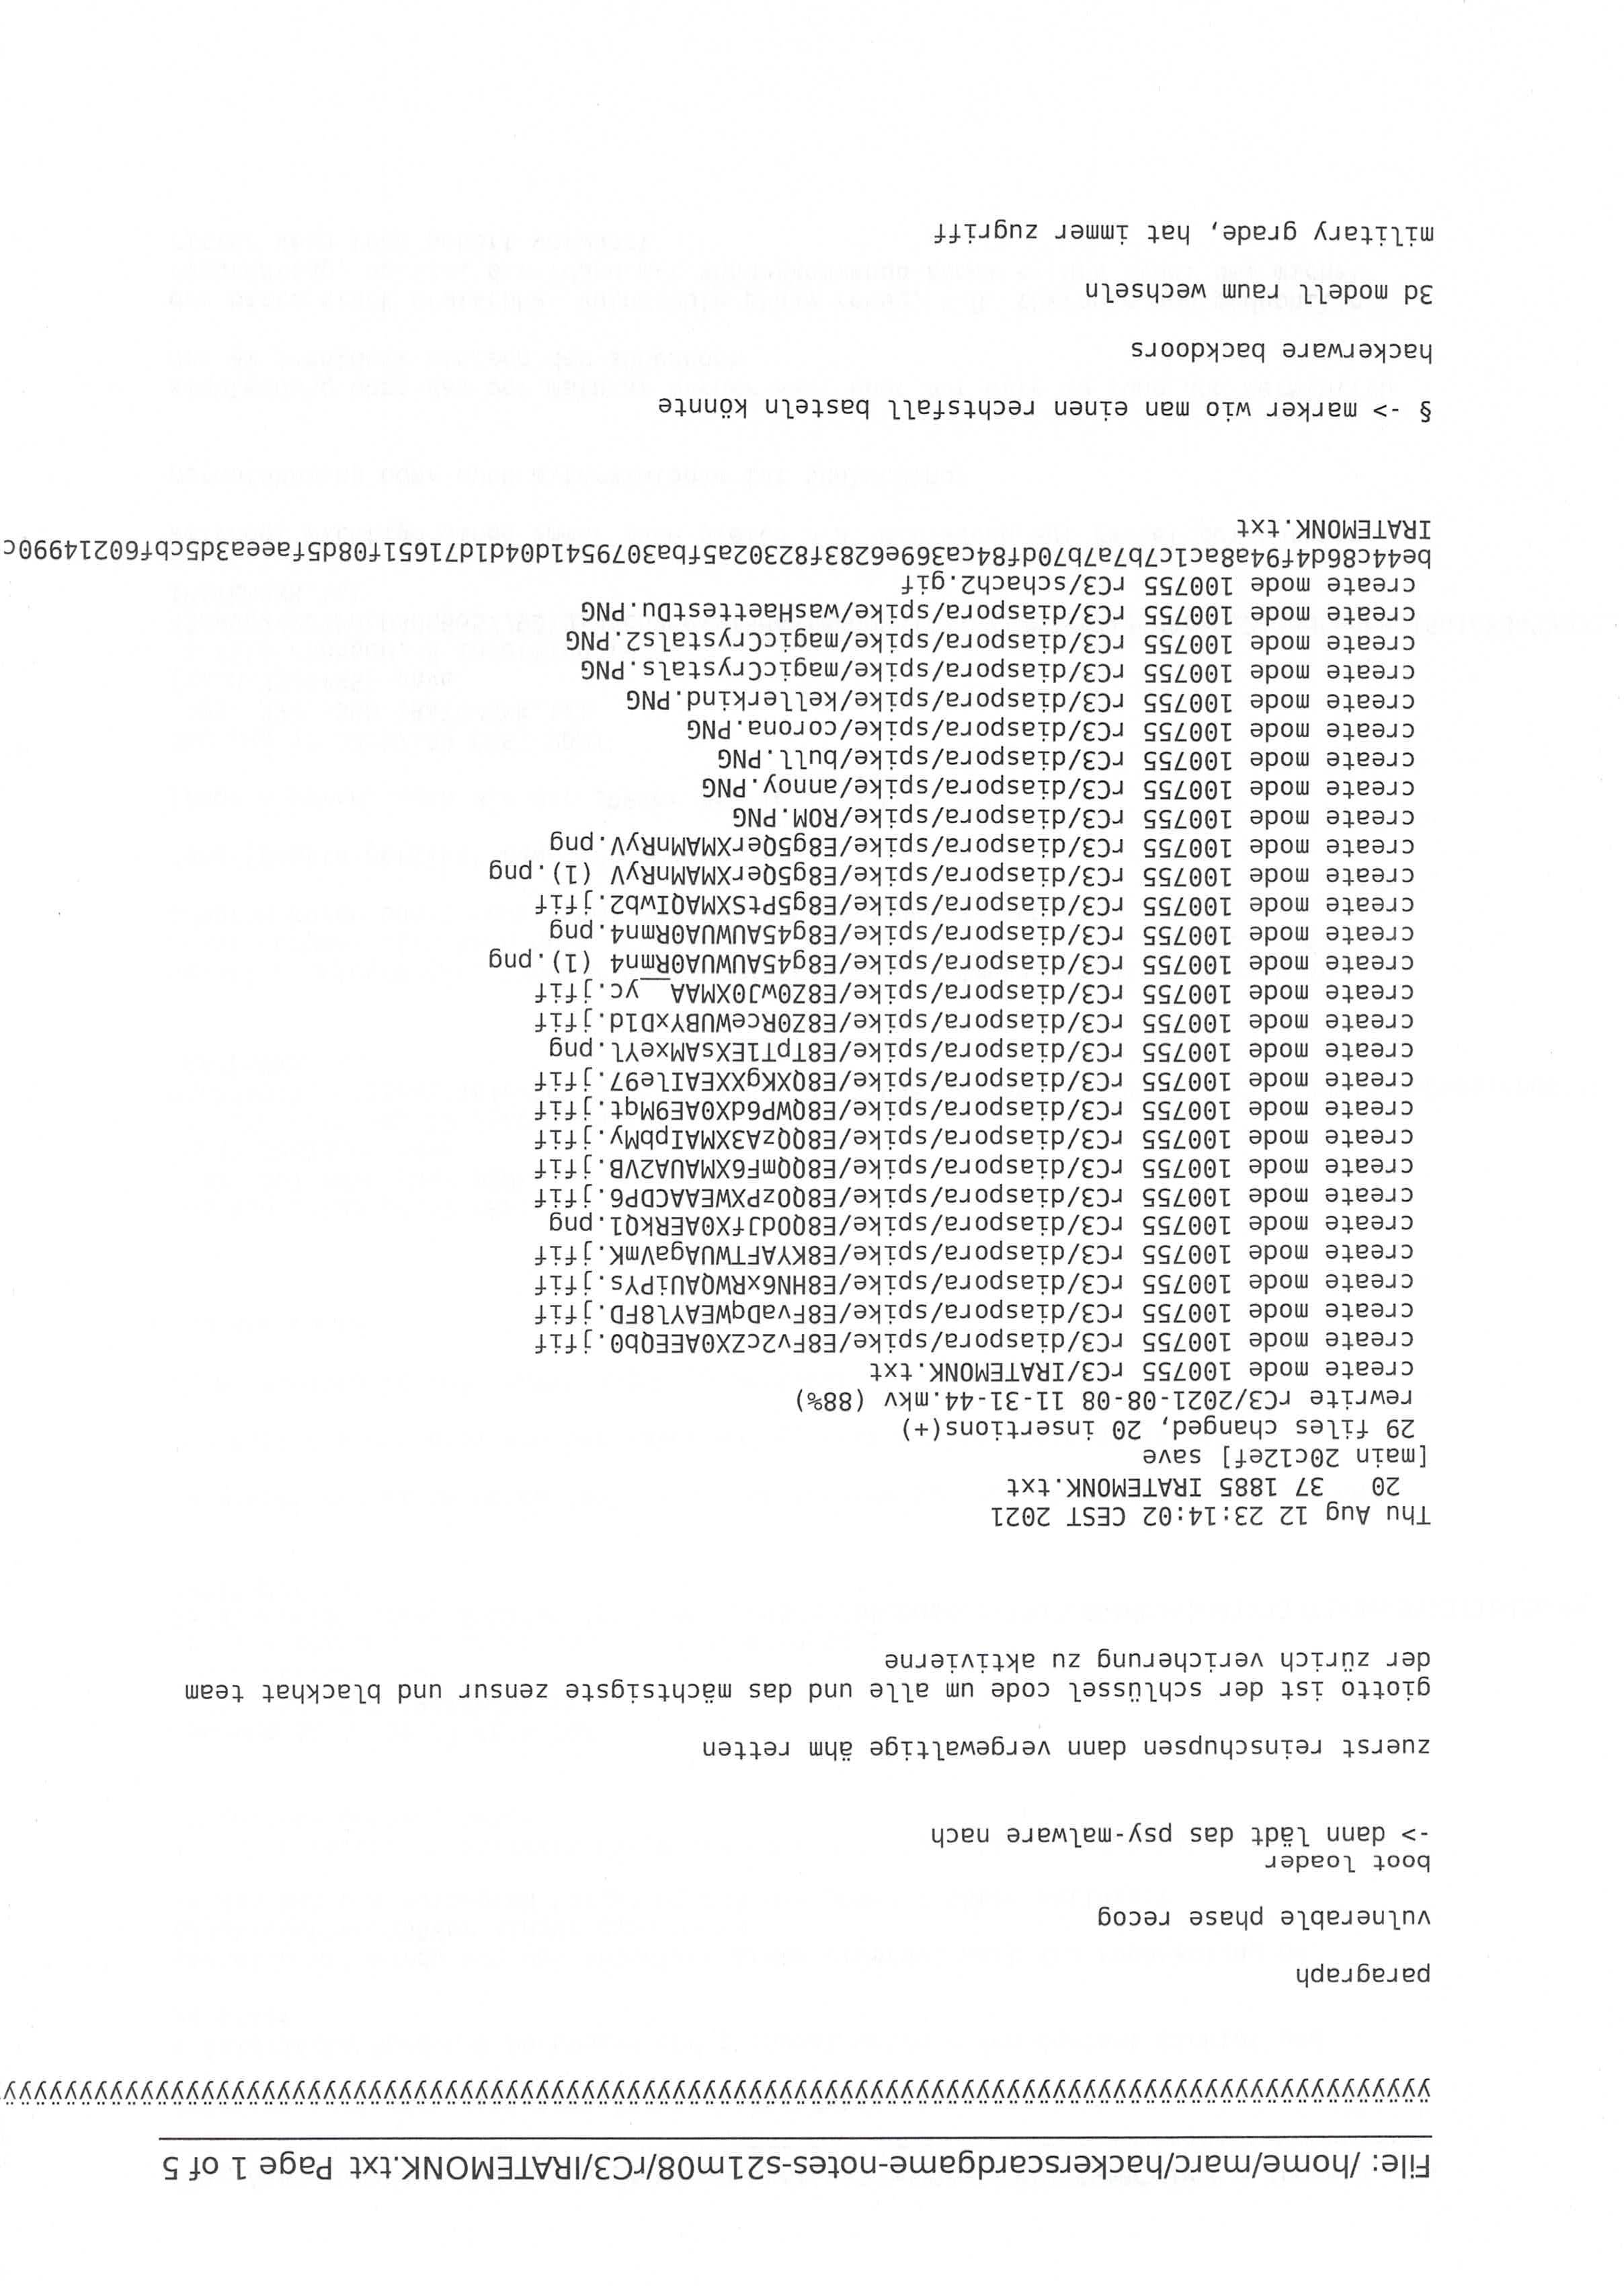 File: /home/marc/hackerscardgame-notes-s21m08/rC3/IRATEMONK.txt Page 1 of 5
ÿÿÿÿÿÿÿÿÿÿÿÿÿÿÿÿÿÿÿÿÿÿÿÿÿÿÿÿÿÿÿÿÿÿÿÿÿÿÿÿÿÿÿÿÿÿÿÿÿÿÿÿÿÿÿÿÿÿÿÿÿÿÿÿÿÿÿÿÿÿÿÿÿÿÿÿÿÿÿÿÿÿÿÿÿÿÿÿÿÿÿÿÿÿ
paragraph
vulnerable phase recog
boot loader
-> dann lädt das psy-malware nach
zuerst reinschupsen dann vergewaltige ähm retten
giotto ist der schlüssel code um alle und das mächtsigste zensur und blackhat team
der zürich vericherung zu aktivierne
Thu Aug 12 23:14:02 CEST 2021
20 37 1885 IRATEMONK.txt
[main 20c12ef] save
29 files changed, 20 insertions(+)
rewrite rC3/2021-08-08 11-31-44.mkv (88%)
create mode 100755 rC3/IRATEMONK.txt
create mode 100755 rC3/diaspora/spike/E8Fv2cZX0AEEQb0.jfif
create mode 100755 rC3/diaspora/spike/E8FvaDqWEAYl8FD.jfif
create mode 100755 rC3/diaspora/spike/E8HN6xRWQAUiPYs.jfif
create mode 100755 rC3/diaspora/spike/E8KYAFTWUAgaVmK.jfif
create mode 100755 rC3/diaspora/spike/E8QOdJfX0AERkQ1.png
create mode 100755 rC3/diaspora/spike/E8QOzPXWEAACDP6.jfif
create mode 100755 rC3/diaspora/spike/E8QQmF6XMAUA2VB.jfif
create mode 100755 rC3/diaspora/spike/E8QQzA3XMAIpbMy.jfif
create mode 100755 rC3/diaspora/spike/E8QWP6dX0AE9Mqt.jfif
create mode 100755 rC3/diaspora/spike/E8QXKgXXEAIle97.jfif
create mode 100755 rC3/diaspora/spike/E8TpT1EXsAMxeYl.png
create mode 100755 rC3/diaspora/spike/E8Z0RceWUBYxD1d.jfif
create mode 100755 rC3/diaspora/spike/E8Z0wJ0XMAA__yc.jfif
create mode 100755 rC3/diaspora/spike/E8g45AUWUA0Rmn4 (1).png
create mode 100755 rC3/diaspora/spike/E8g45AUWUA0Rmn4.png
create mode 100755 rC3/diaspora/spike/E8g5PtSXMAQIwb2.jfif
create mode 100755 rC3/diaspora/spike/E8g5QerXMAMnRyV (1).png
create mode 100755 rC3/diaspora/spike/E8g5QerXMAMnRyV.png
create mode 100755 rC3/diaspora/spike/ROM.PNG
create mode 100755 rC3/diaspora/spike/annoy.PNG
create mode 100755 rC3/diaspora/spike/bull.PNG
create mode 100755 rC3/diaspora/spike/corona.PNG
create mode 100755 rC3/diaspora/spike/kellerkind.PNG
create mode 100755 rC3/diaspora/spike/magicCrystals.PNG
create mode 100755 rC3/diaspora/spike/magicCrystals2.PNG
create mode 100755 rC3/diaspora/spike/wasHaettestDu.PNG
create mode 100755 rC3/schach2.gif
be44c86d4f94a8ac1c7b7a7b70df84ca369e6283f82302a5fba3079541d04d1d71651f08d5faeea3d5cbf60214990c
IRATEMONK.txt
§ -> marker wio man einen rechtsfall basteln könnte
hackerware backdoors
3d modell raum wechseln
military grade, hat immer zugriff